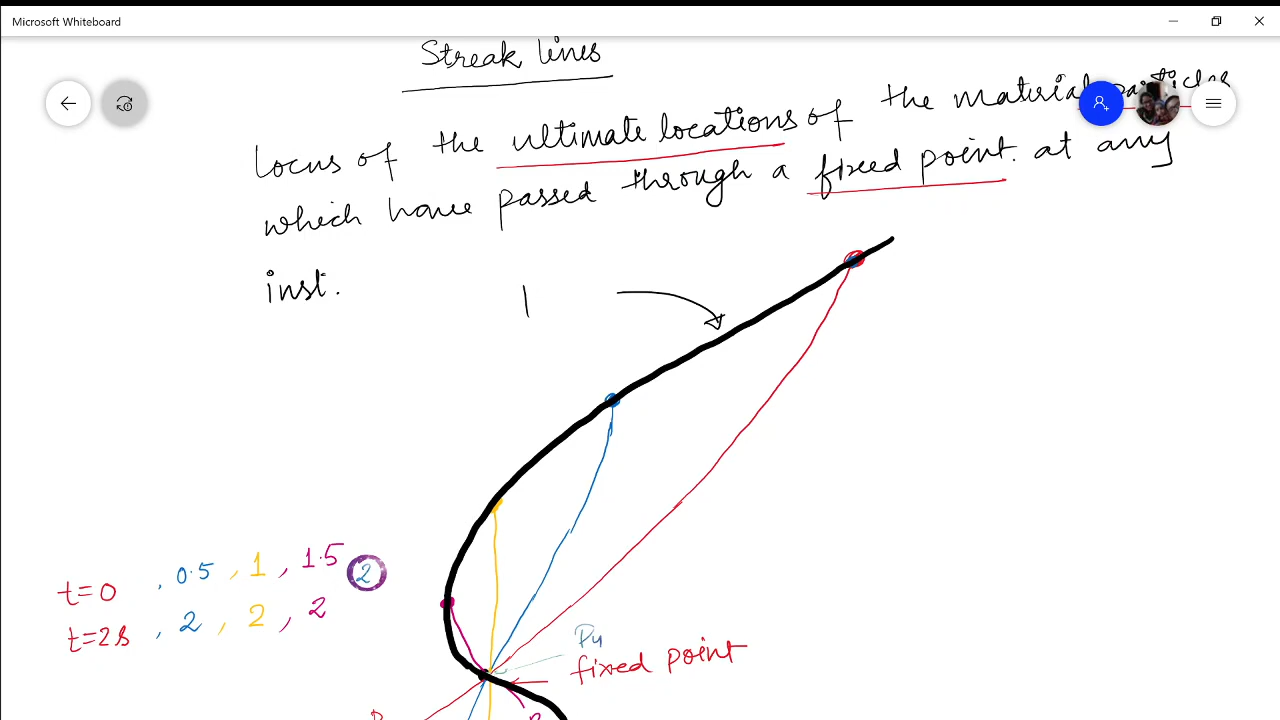 Microsoft Whiteboard
Streak lines
Locus of the ultimate locations of the material particles
which have passed through a fixed point. at any
inst.
t=0 , 0.5 , 1 , 1.5 2
t=2s , 2 , 2 , 2
P4
fixed point
P